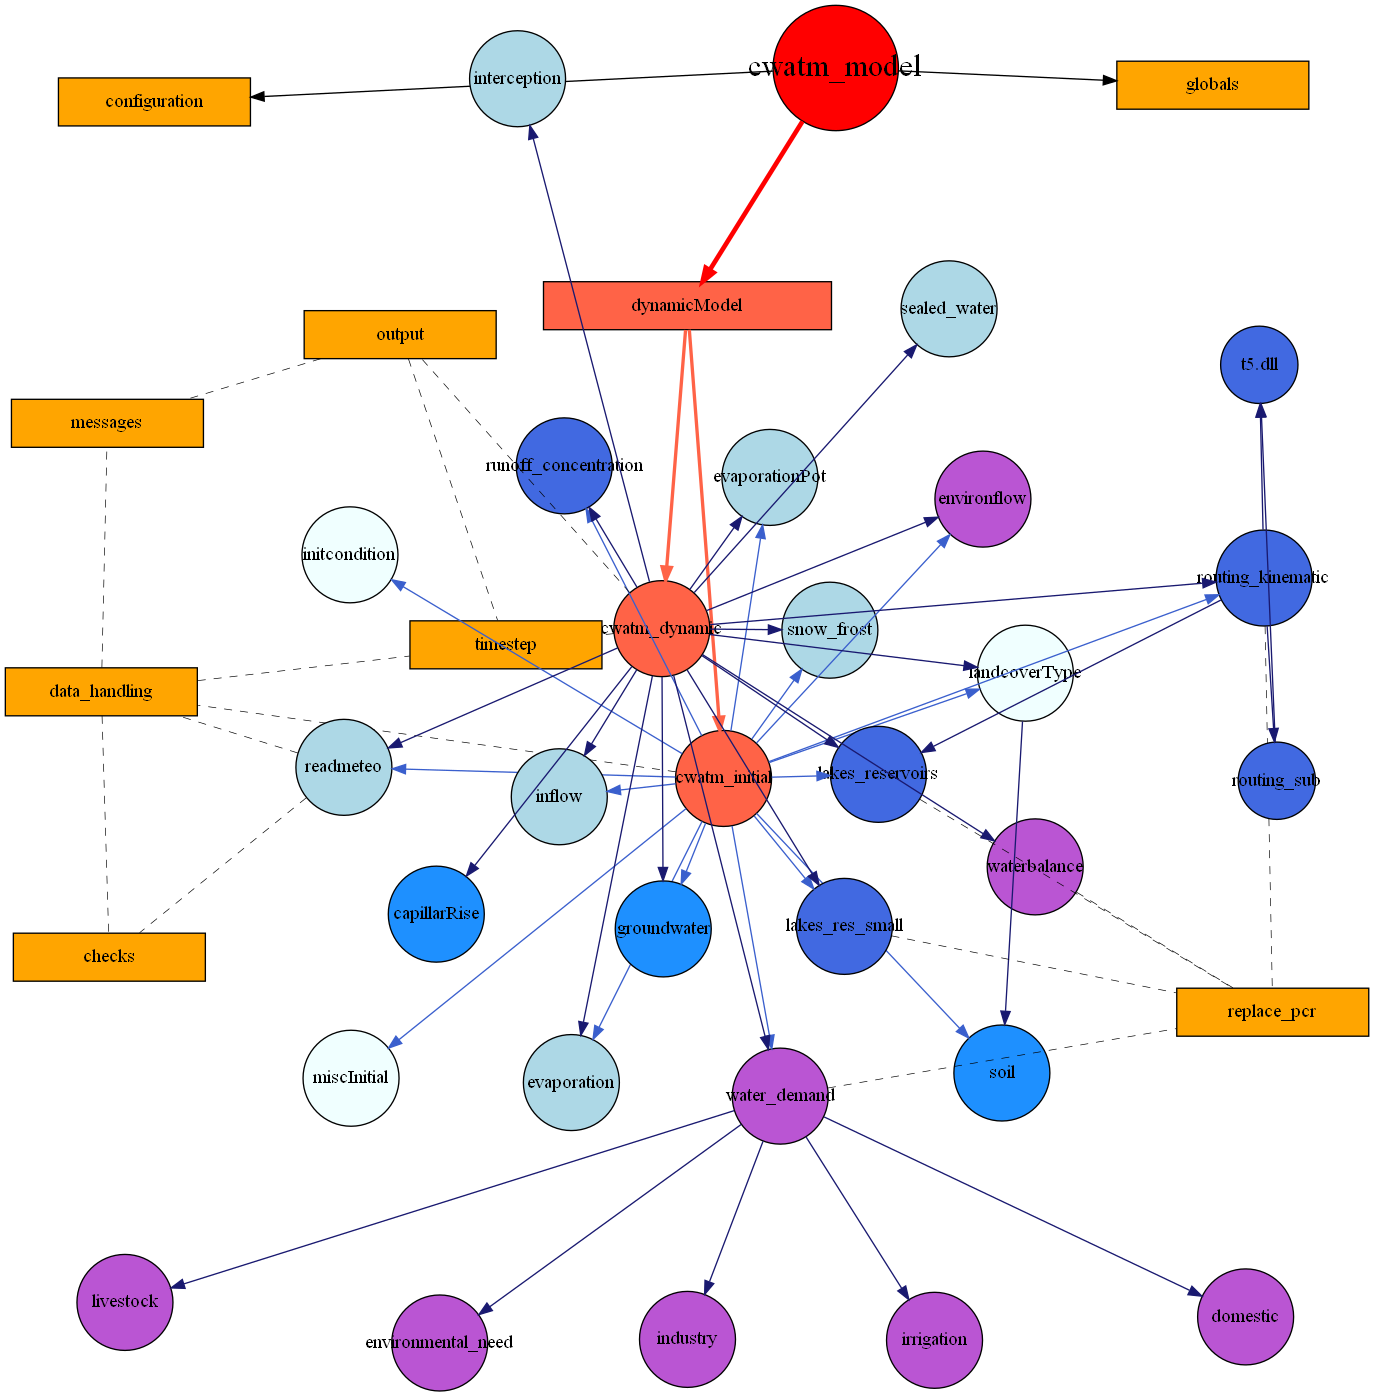 cwatm_model
interception
globals
configuration
dynamicModel
sealed_water
output
t5.dll
messages
runoff_concentration
evaporationPot
environflow
initcondition
routing_kinematic
cwatm_dynamic
snow_frost
timestep
landcoverType
data_handling
readmeteo
cwatm_initial
lakes_reservoirs
routing_sub
inflow
waterbalance
capillarRise
groundwater
lakes_res_small
checks
replace_pcr
miscInitial
evaporation
soil
water_demand
livestock
domestic
environmental_need
industry
irrigation